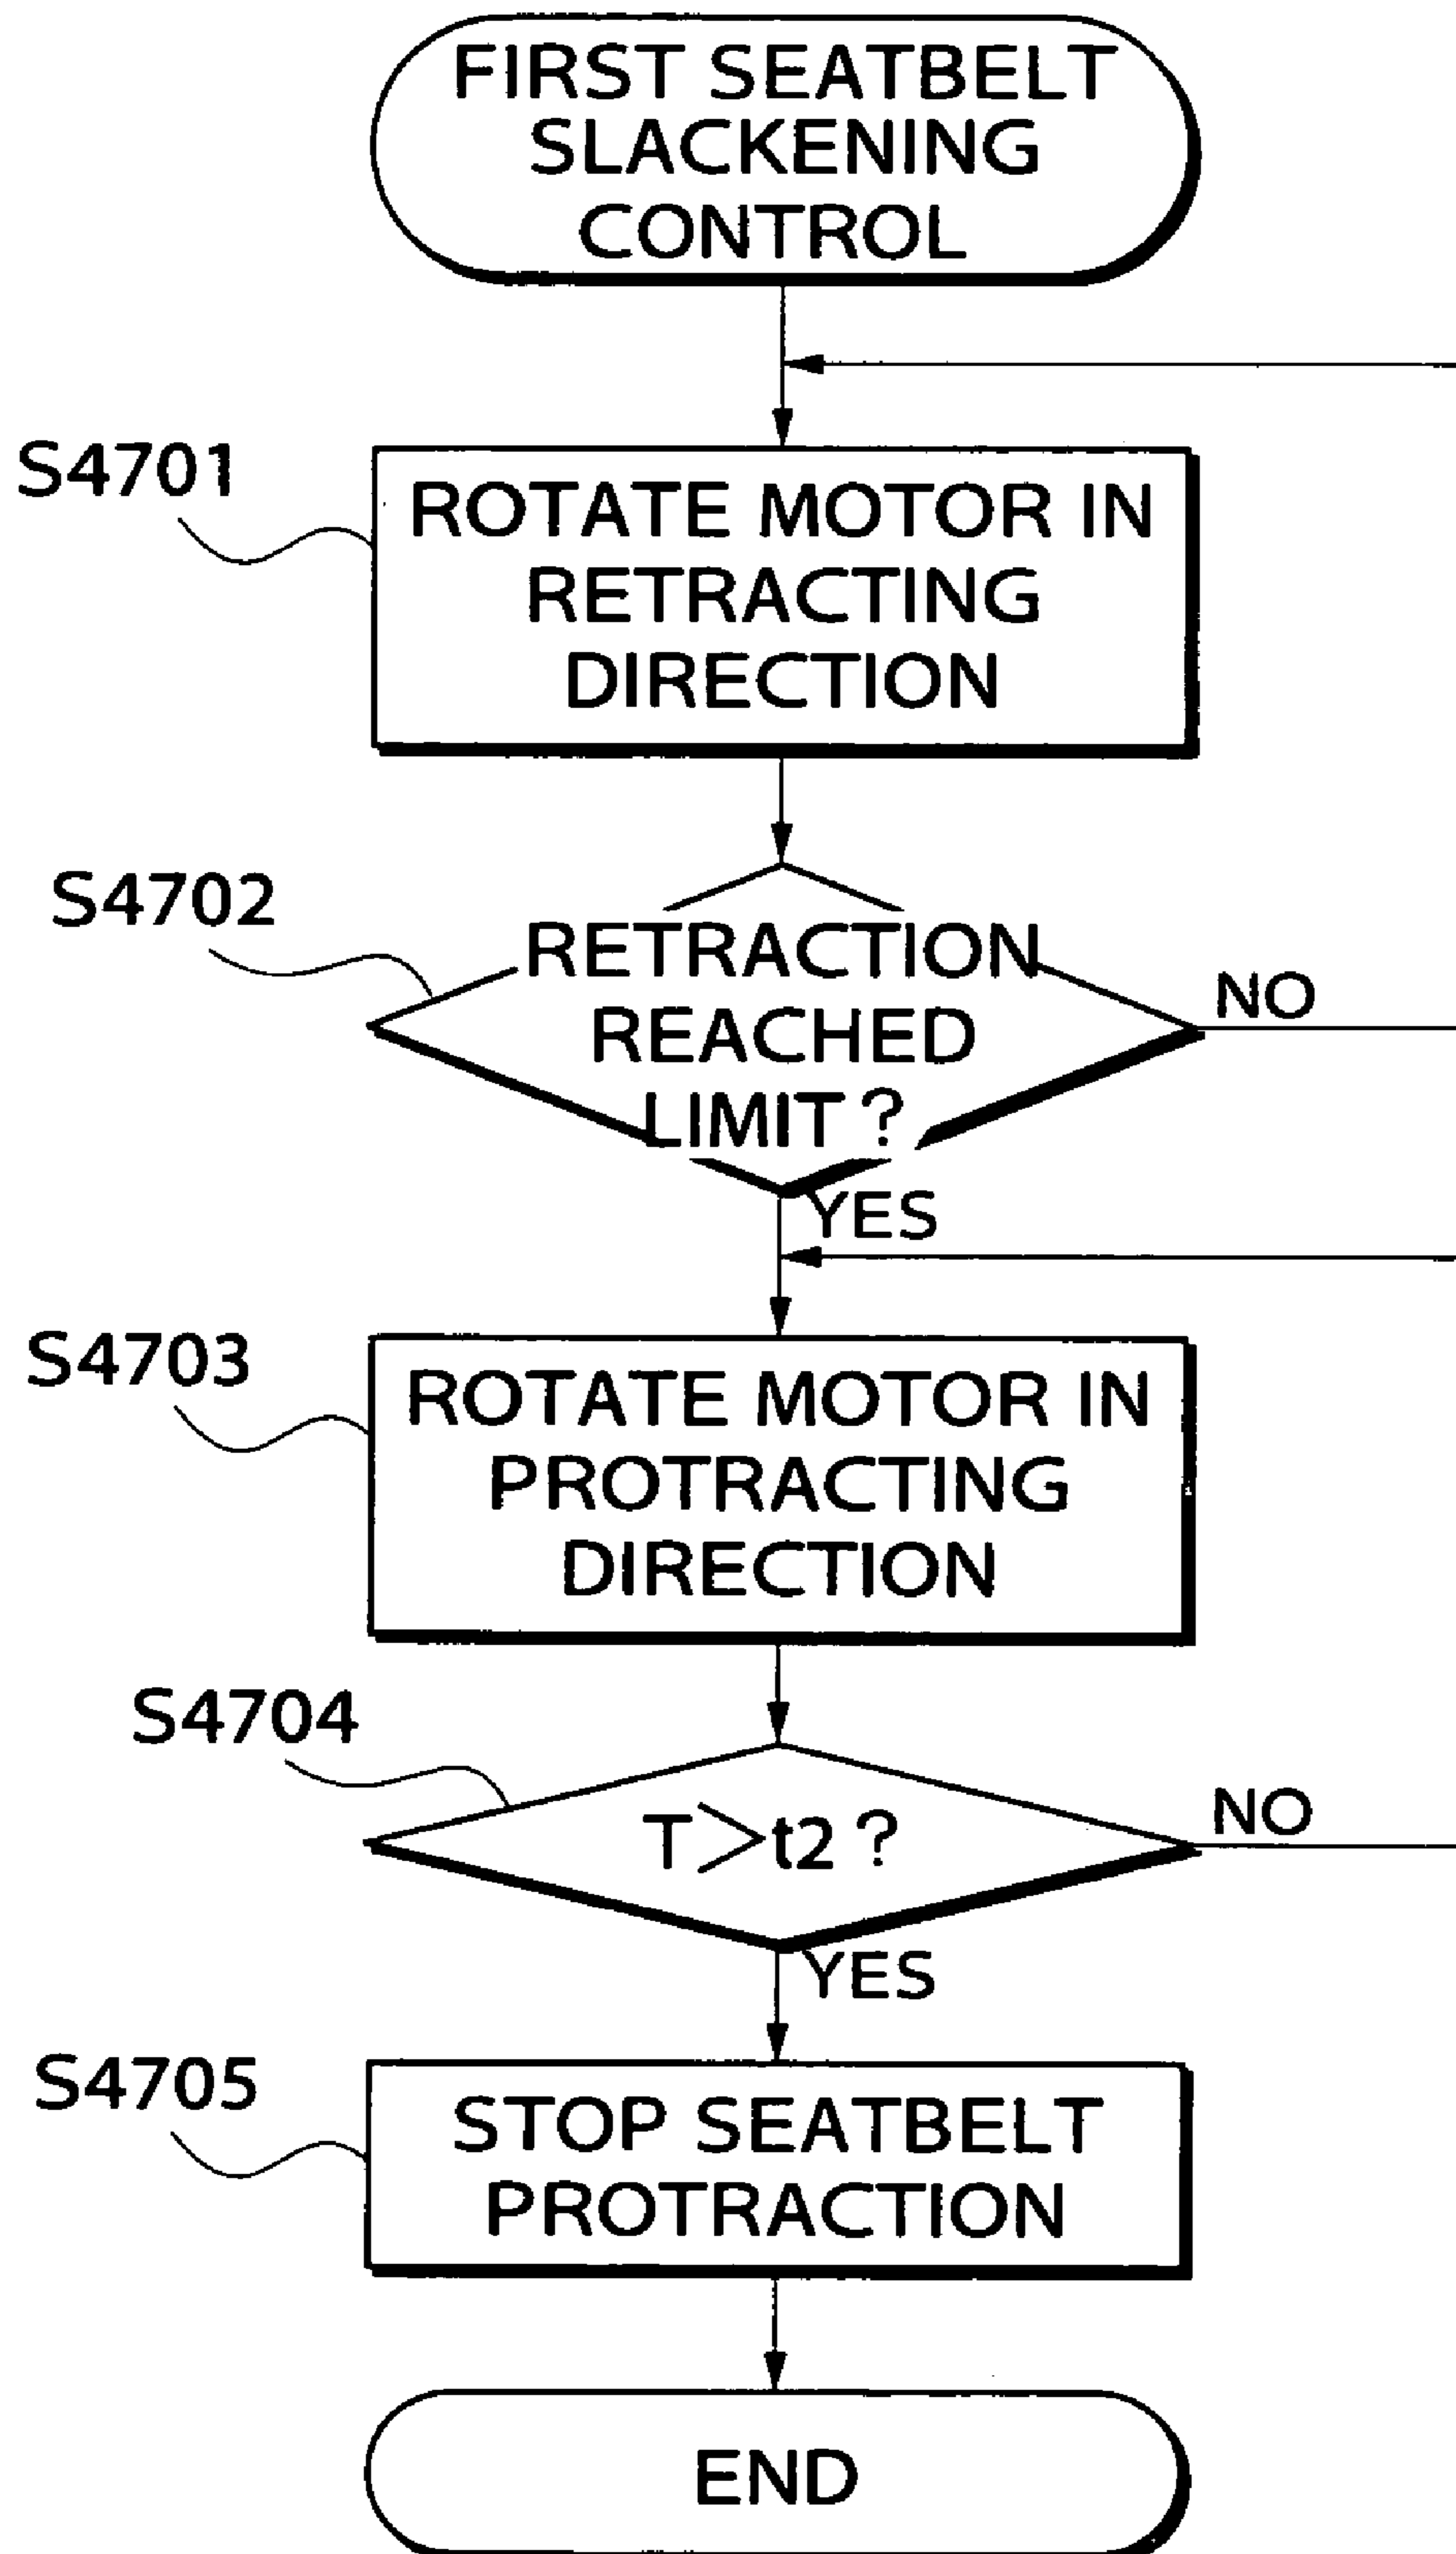 FIRST SEATBELT
SLACKENING
CONTROL
S4701
ROTATE MOTOR IN
RETRACTING
DIRECTION
S4702
RETRACTION
REACHED
LIMIT?
NO
YES
S4703
ROTATE MOTOR IN
PROTRACTING
DIRECTION
S4704
T>t2?
NO
YES
S4705
STOP SEATBELT
PROTRACTION
END